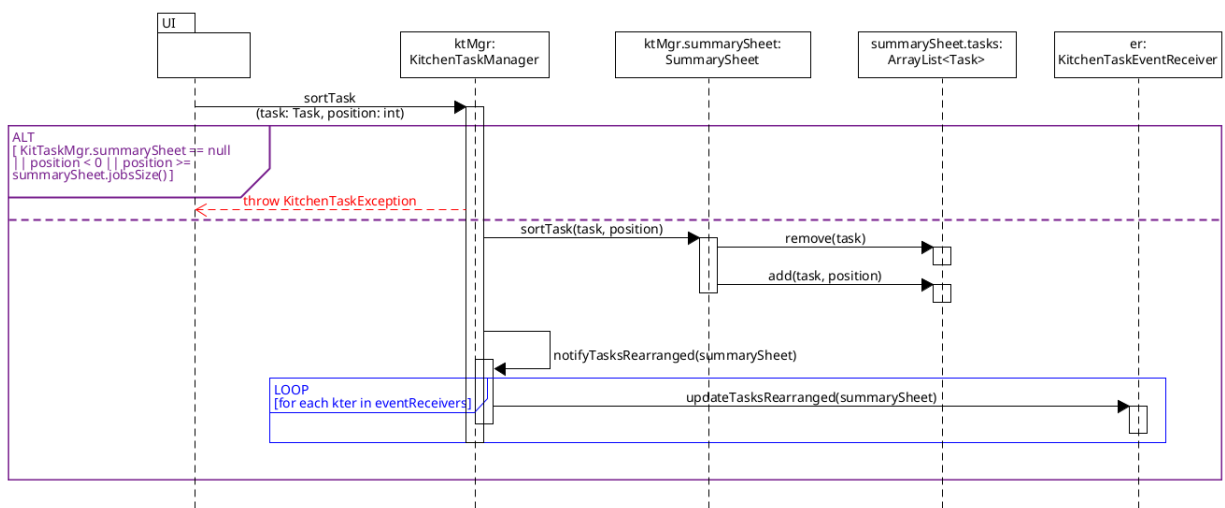 UI
ktMgr:
KitchenTaskManager
ktMgr.summarySheet:
SummarySheet
summarySheet.tasks:
ArrayList<Task>
er:
KitchenTaskEventReceiver
sortTask
(task: Task, position: int)
ALT
[ KitTaskMgr.summarySheet == null
|| position < 0 || position >=
summarySheet.jobsSize() ]
throw KitchenTaskException
sortTask(task, position)
remove(task)
add(task, position)
notifyTasksRearranged(summarySheet)
LOOP
[for each kter in eventReceivers]
updateTasksRearranged(summarySheet)